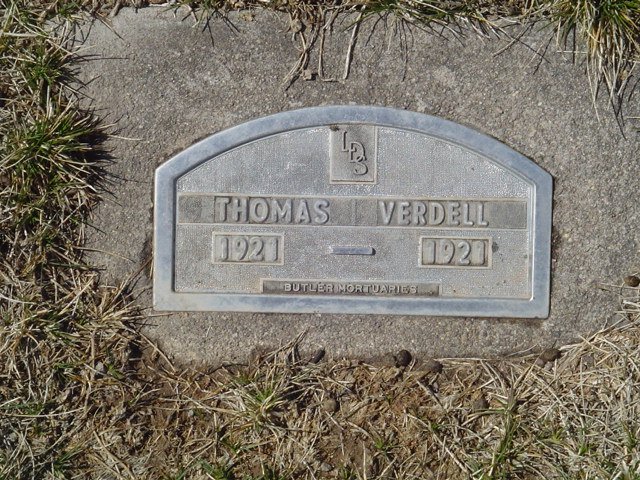 LDS
THOMAS VERDELL
1921 - 1921
BUTLER MORTUARIES